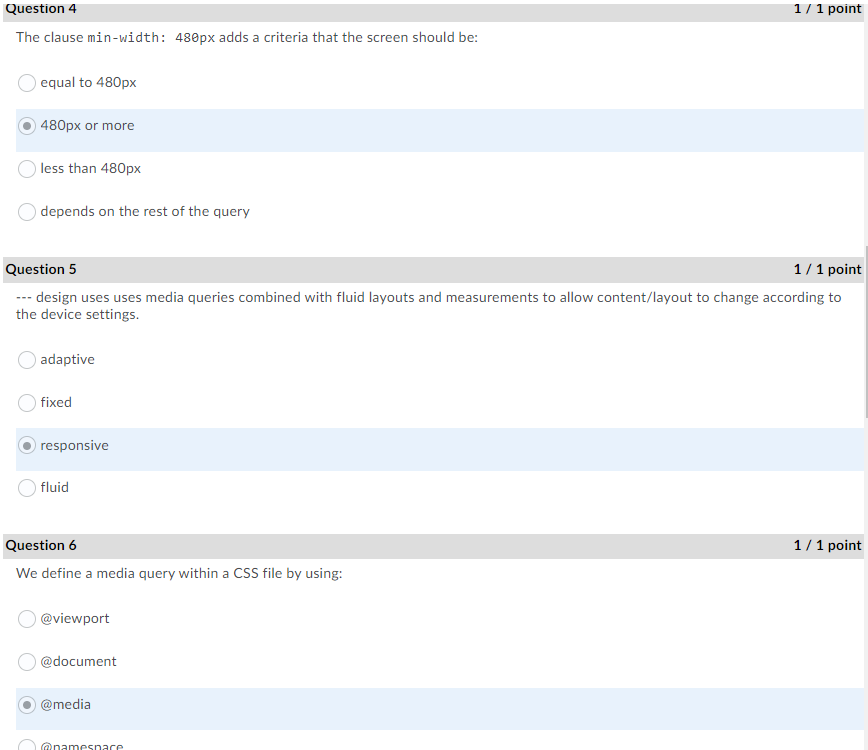 Question 4 1 / 1 point
The clause min-width: 480px adds a criteria that the screen should be:
equal to 480px
480px or more
less than 480px
depends on the rest of the query
Question 5 1 / 1 point
--- design uses uses media queries combined with fluid layouts and measurements to allow content/layout to change according to
the device settings.
adaptive
fixed
responsive
fluid
Question 6 1 / 1 point
We define a media query within a CSS file by using:
@viewport
@document
@media
@namespace